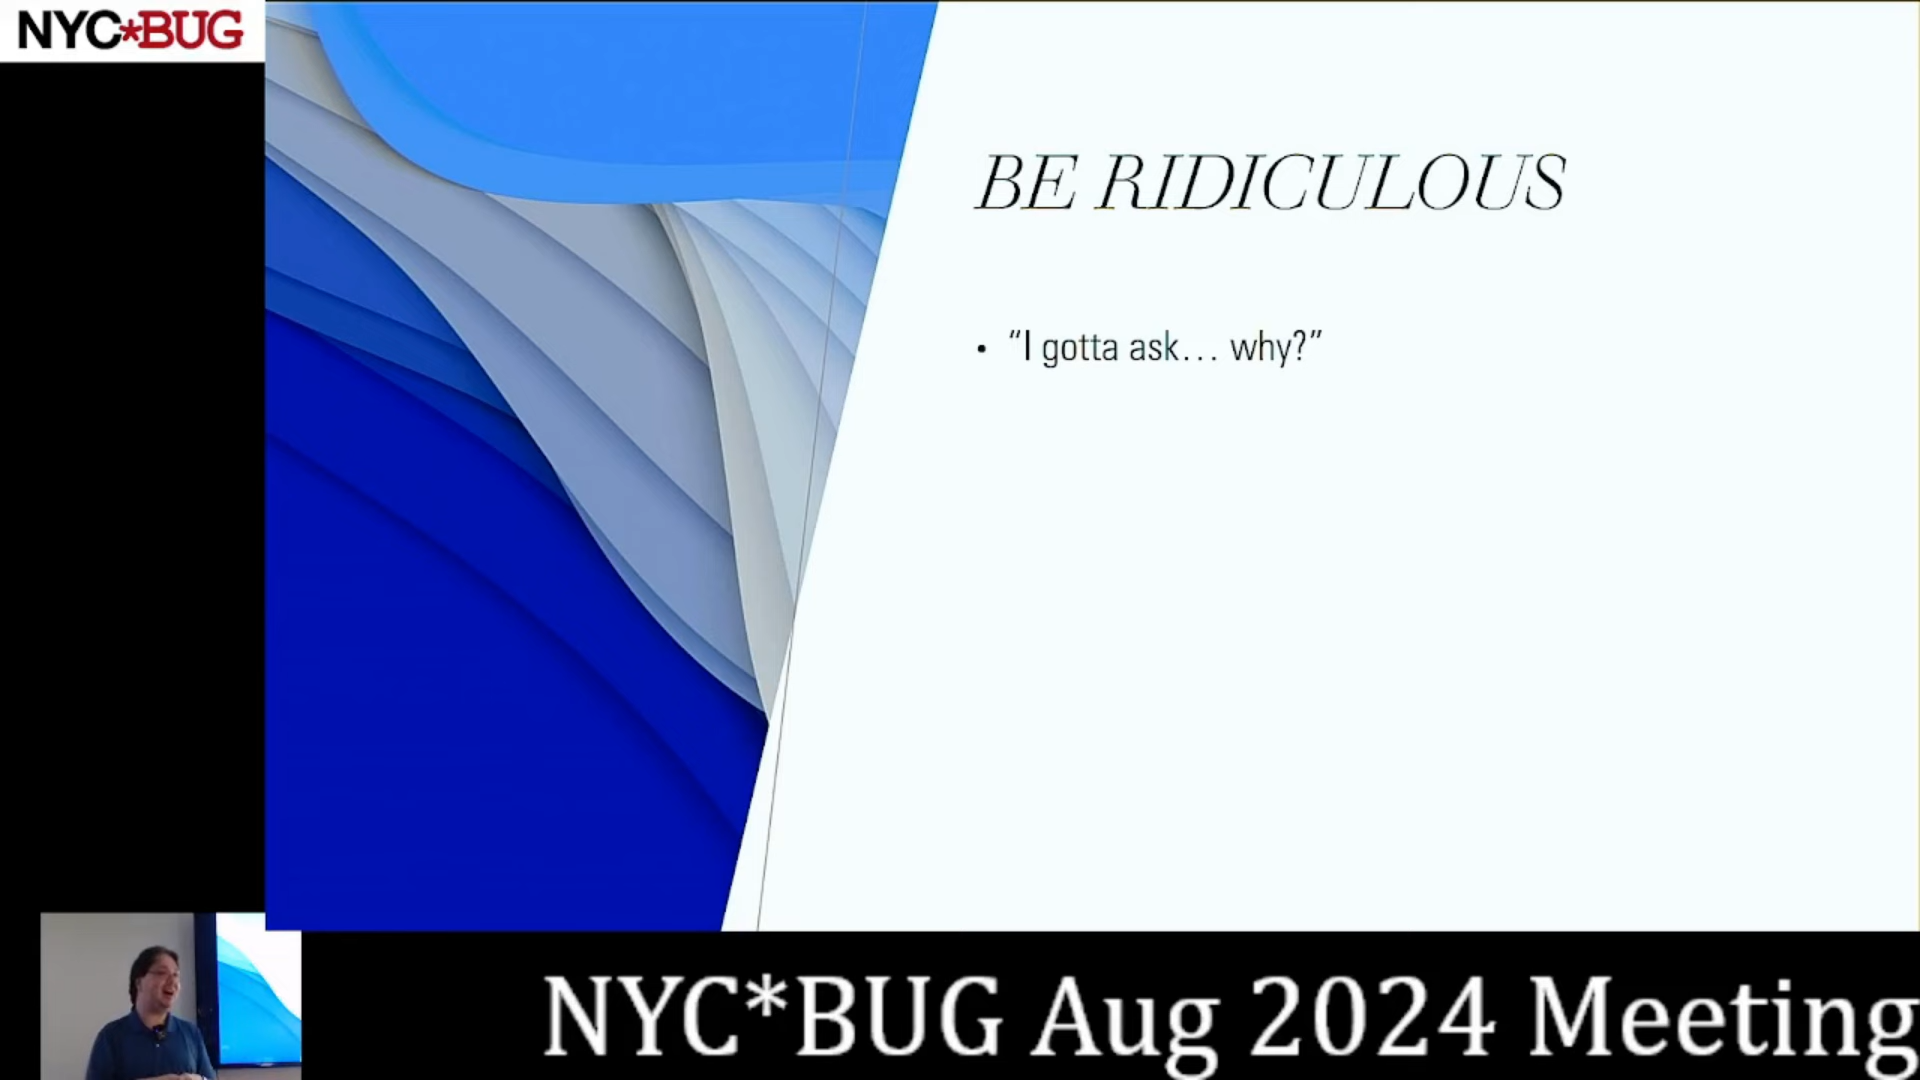 NYC*BUG
BE RIDICULOUS
• “I gotta ask… why?”
NYC*BUG Aug 2024 Meeting